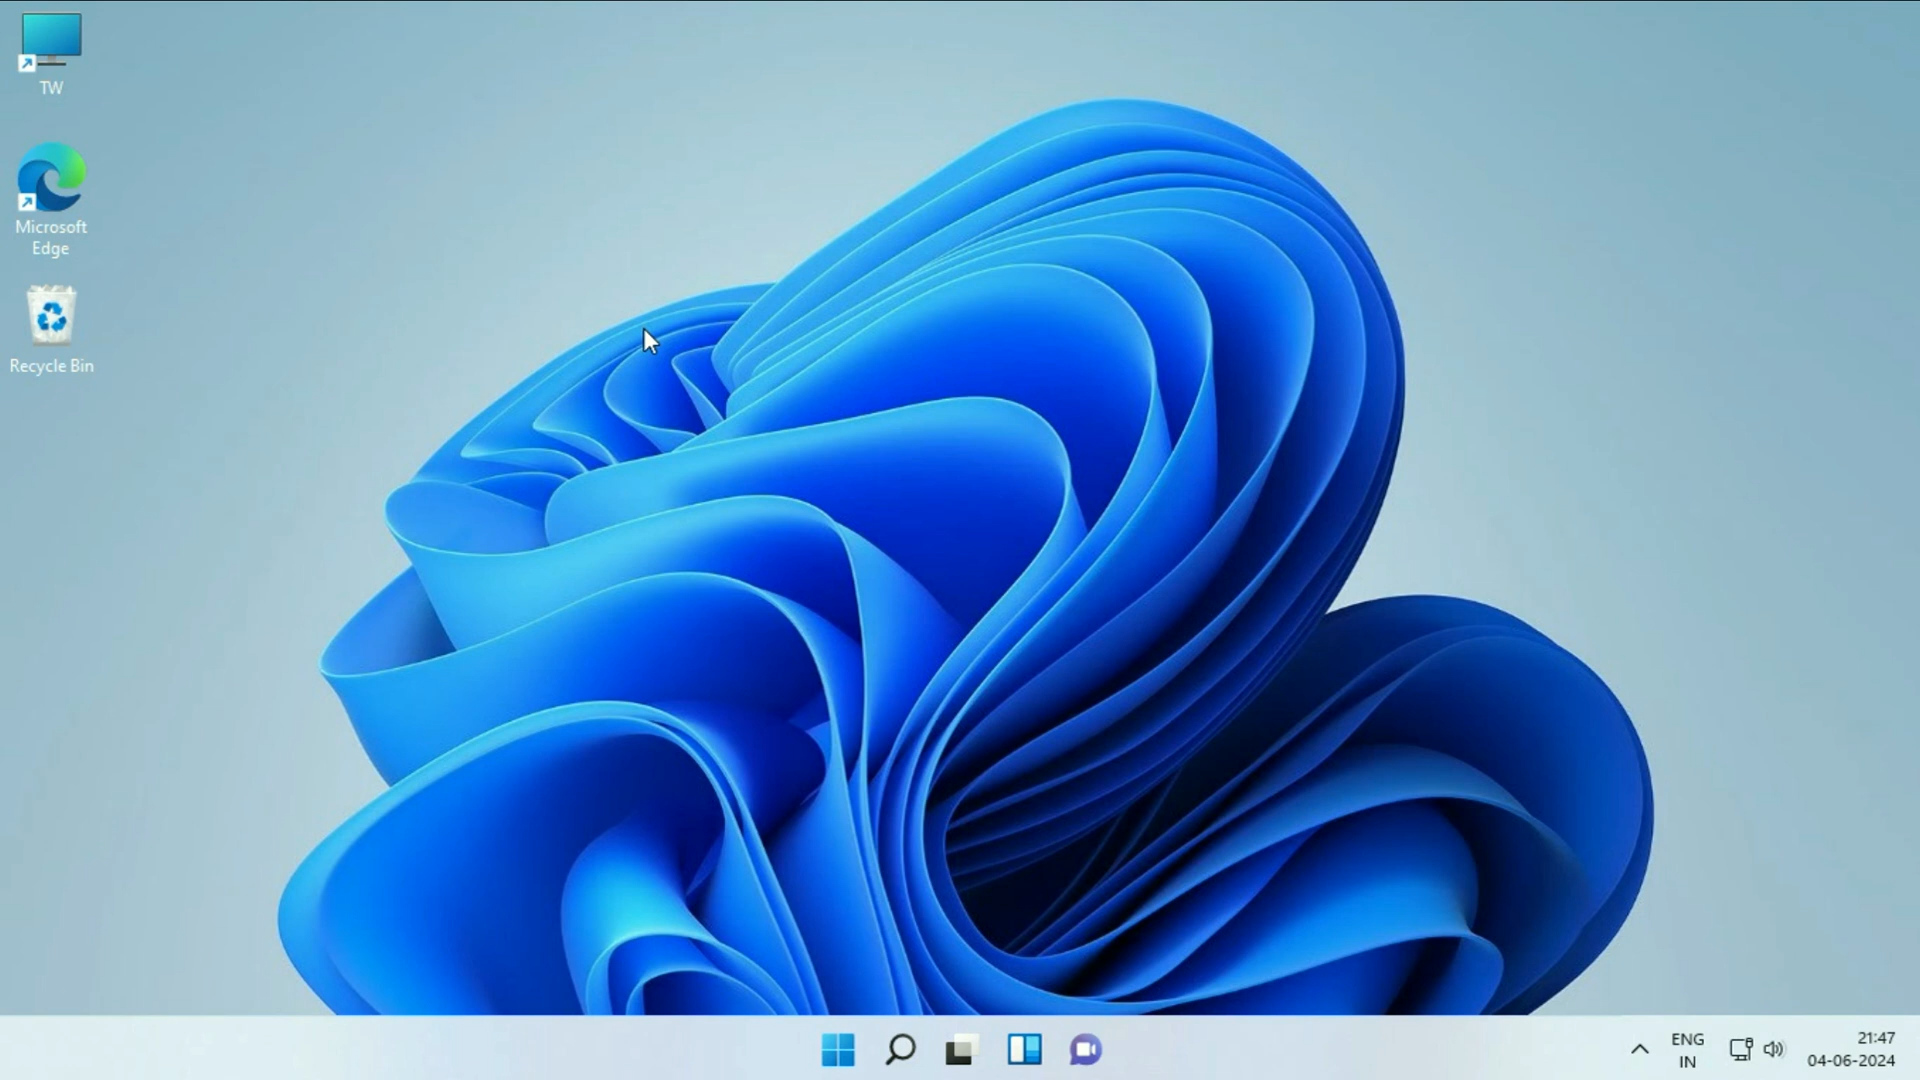 TW
Microsoft
Edge
Recycle Bin
ENG
IN
21:47
04-06-2024